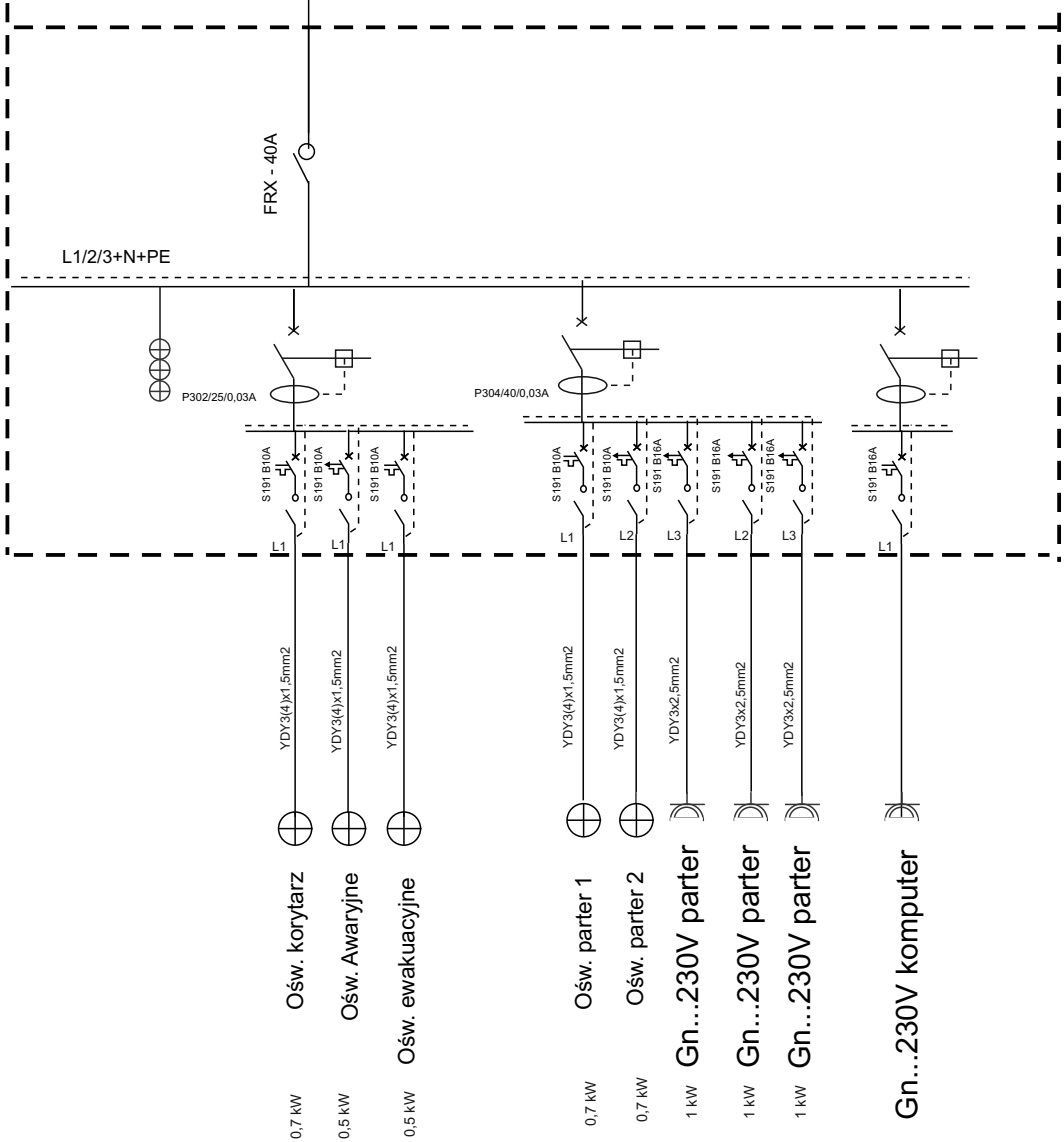 FRX - 40A
L1/2/3+N+PE
P302/25/0,03A
P304/40/0,03A
S191 B10A
S191 B10A
S191 B10A
S191 B10A
S191 B10A
S191 B16A
S191 B16A
S191 B16A
S191 B16A
L1
L1
L1
L1
L2
L3
L2
L3
L1
YDY3(4)x1,5mm2
YDY3(4)x1,5mm2
YDY3(4)x1,5mm2
YDY3(4)x1,5mm2
YDY3(4)x1,5mm2
YDY3x2,5mm2
YDY3x2,5mm2
YDY3x2,5mm2
Ośw. korytarz
Ośw. Awaryjne
Ośw. ewakuacyjne
Ośw. parter 1
Ośw. parter 2
Gn...230V parter
Gn...230V parter
Gn...230V parter
Gn...230V komputer
0,7 kW
0,5 kW
0,5 kW
0,7 kW
0,7 kW
1 kW
1 kW
1 kW